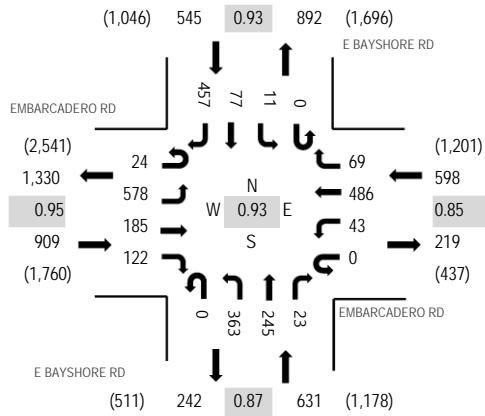 (1,046) 545 0.93 892 (1,696)
E BAYSHORE RD
EMBARCADERO RD
457 77 11 0
(2,541) (1,201)
24 69
1,330 598
578 N 486
0.95 W 0.93 E 0.85
185 43
909 S 219
122 0
(1,760) (437)
0 363 245 23
EMBARCADERO RD
E BAYSHORE RD
(511) 242 0.87 631 (1,178)